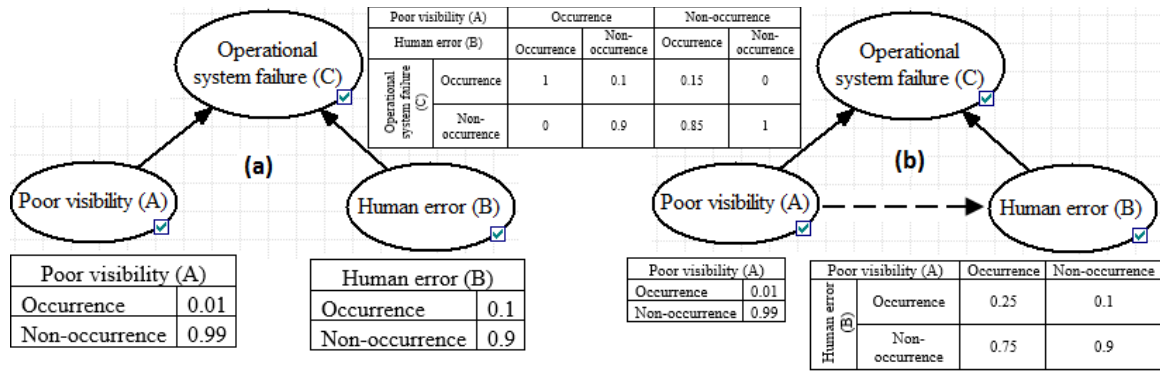 Operational
system failure (C)
(a)
Poor visibility (A)
Human error (B)
Poor visibility (A)
Occurrence 0.01
Non-occurrence 0.99
Human error (B)
Occurrence 0.1
Non-occurrence 0.9
Poor visibility (A) Occurrence Non-occurrence
Human error (B) Occurrence Non-
occurrence Occurrence Non-
occurrence
Operational
system failure
(C)
Occurrence 1 0.1 0.15 0
Non-
occurrence 0 0.9 0.85 1
Operational
system failure (C)
(b)
Poor visibility (A)
Human error (B)
Poor visibility (A)
Occurrence 0.01
Non-occurrence 0.99
Poor visibility (A) Occurrence Non-occurrence
Human error
(B)
Occurrence 0.25 0.1
Non-
occurrence 0.75 0.9